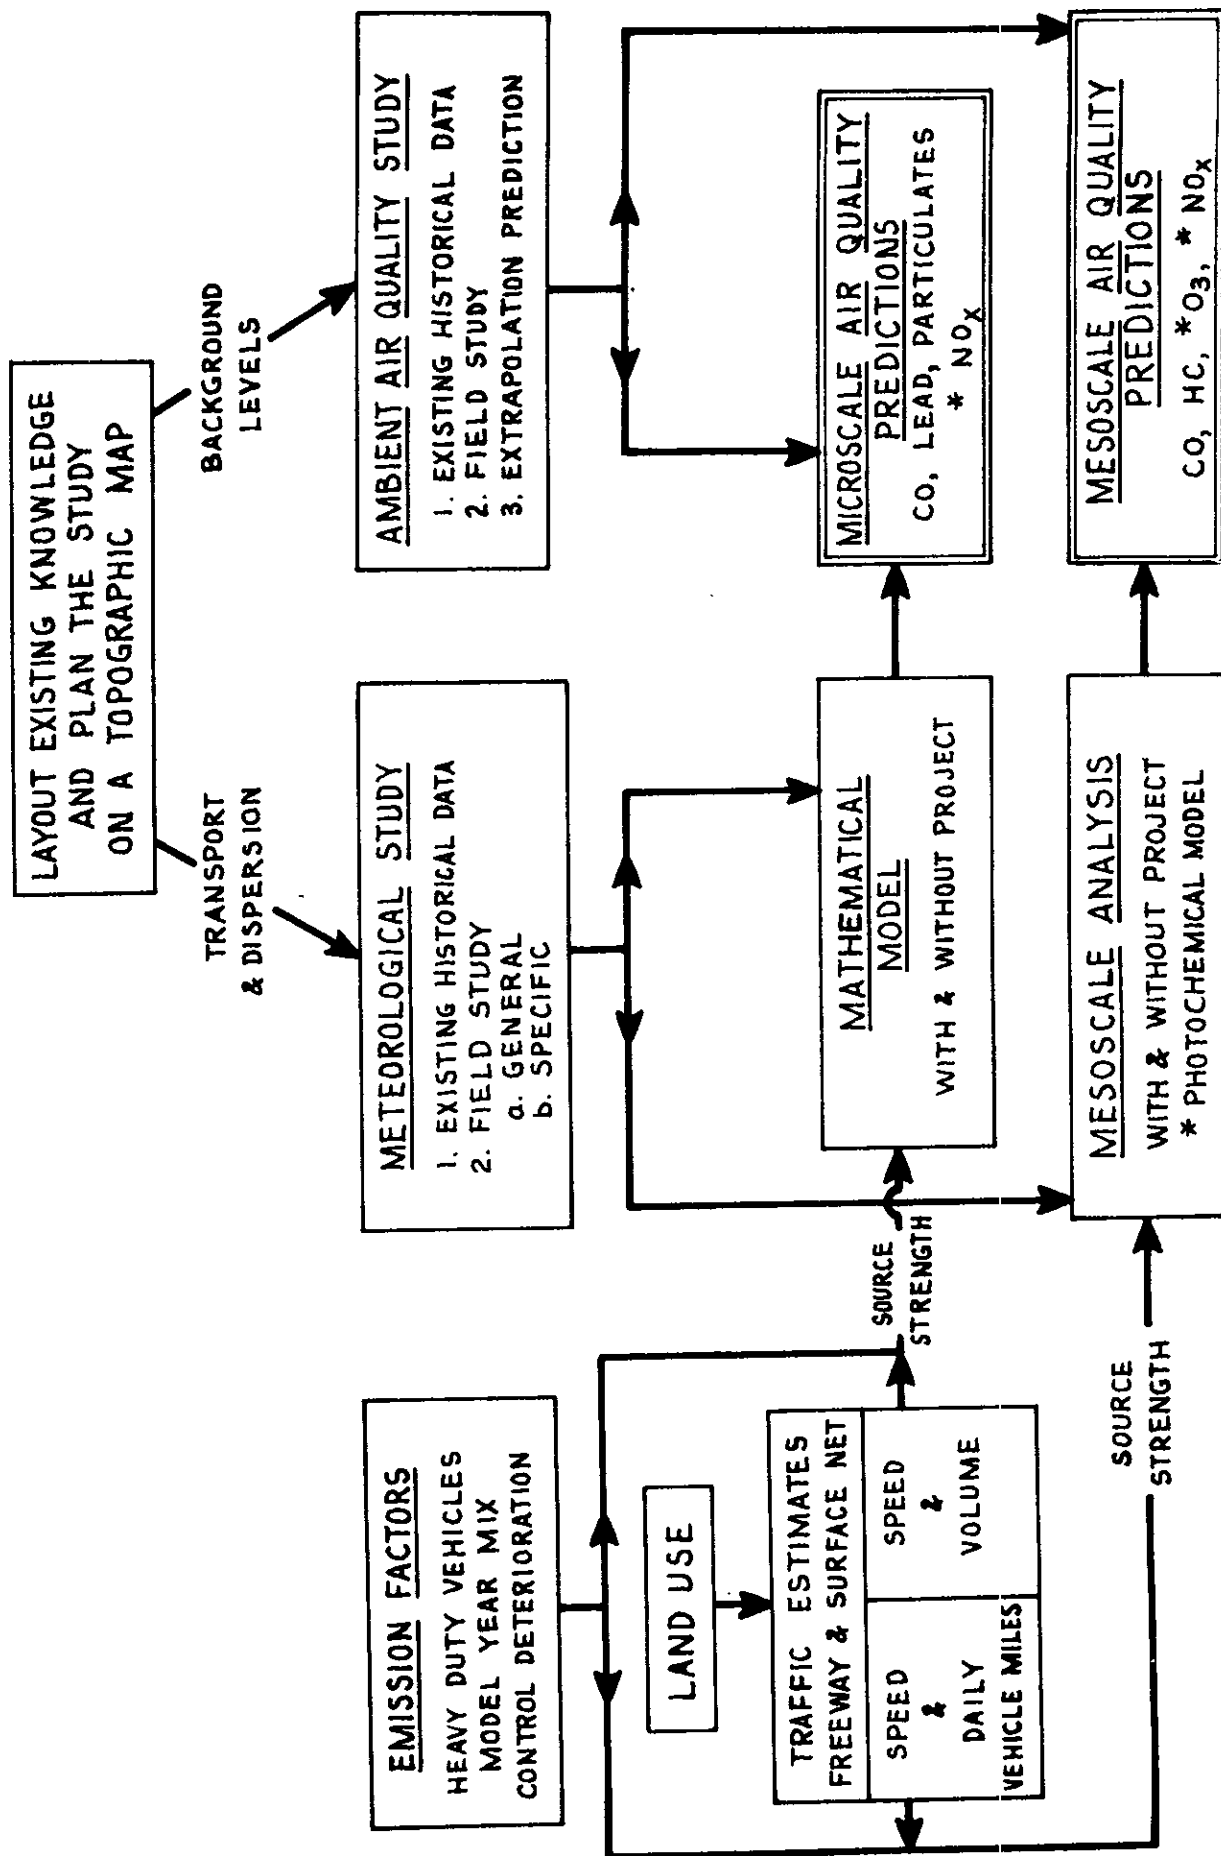 LAYOUT EXISTING KNOWLEDGE
AND PLAN THE STUDY
ON A TOPOGRAPHIC MAP
TRANSPORT
& DISPERSION
BACKGROUND
LEVELS
EMISSION FACTORS
HEAVY DUTY VEHICLES
MODEL YEAR MIX
CONTROL DETERIORATION
METEOROLOGICAL STUDY
1. EXISTING HISTORICAL DATA
2. FIELD STUDY
a. GENERAL
b. SPECIFIC
AMBIENT AIR QUALITY STUDY
1. EXISTING HISTORICAL DATA
2. FIELD STUDY
3. EXTRAPOLATION PREDICTION
LAND USE
TRAFFIC ESTIMATES
FREEWAY & SURFACE NET
SPEED
&
DAILY
VEHICLE MILES
SPEED
&
VOLUME
SOURCE
STRENGTH
MATHEMATICAL
MODEL
WITH & WITHOUT PROJECT
MICROSCALE AIR QUALITY
PREDICTIONS
CO, LEAD, PARTICULATES
* NOX
SOURCE
STRENGTH
MESOSCALE ANALYSIS
WITH & WITHOUT PROJECT
* PHOTOCHEMICAL MODEL
MESOSCALE AIR QUALITY
PREDICTIONS
CO, HC, *O3, * NOX